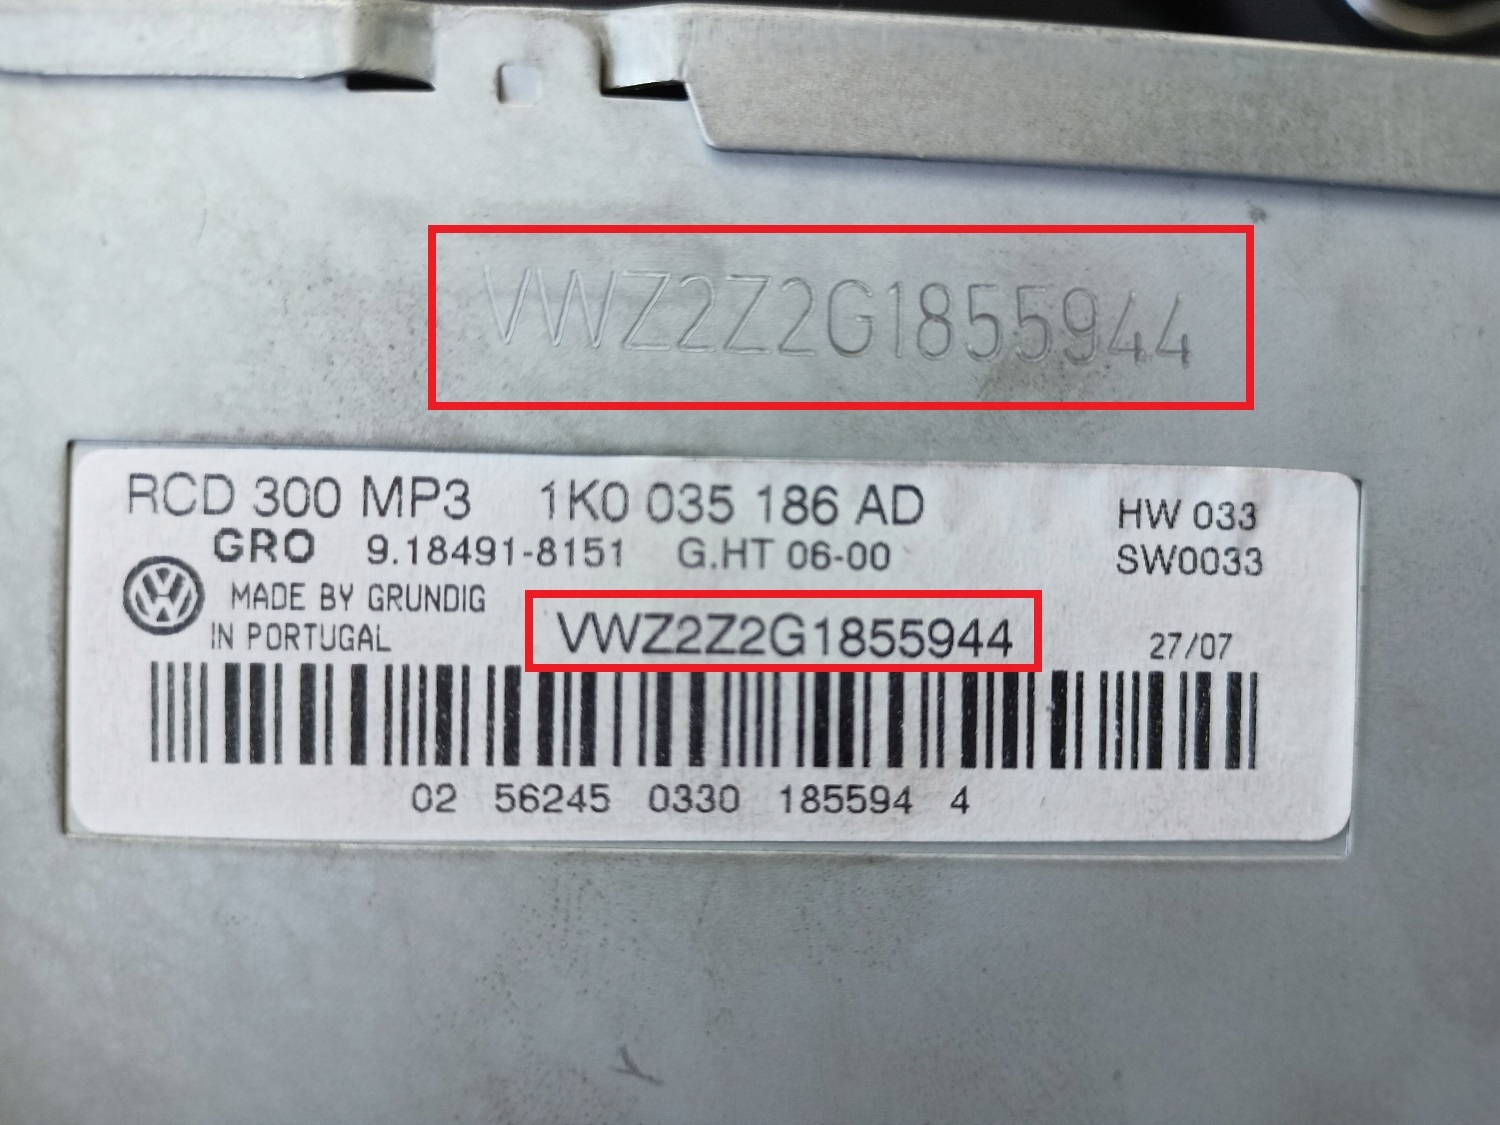 VWZ2Z2G1855944
RCD 300 MP3 1K0 035 186 AD HW 033
GRO 9.18491-8151 G.HT 06-00 SW0033
MADE BY GRUNDIG
IN PORTUGAL VWZ2Z2G1855944 27/07
02 56245 0330 185594 4